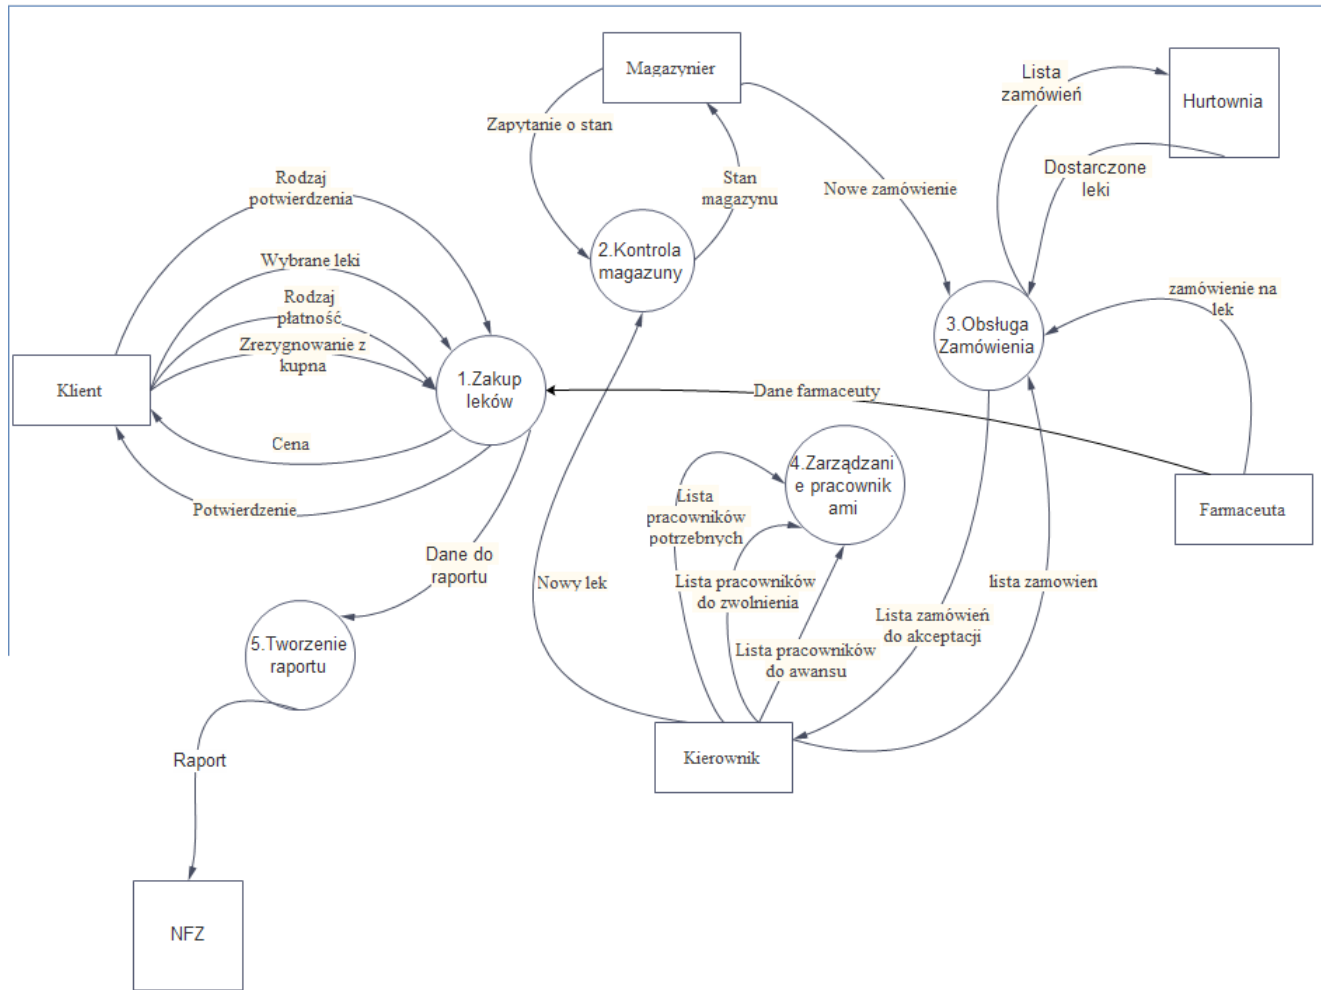 Magazynier
Lista
zamówień
Hurtownia
Zapytanie o stan
Dostarczone
leki
Rodzaj
potwierdzenia
Stan
magazynu
Nowe zamówienie
2.Kontrola
magazuny
Wybrane leki
zamówienie na
lek
Rodzaj
płatność
3.Obsługa
Zamówienia
Zrezygnowanie z
kupna
Klient
1.Zakup
leków
Dane farmaceuty
Cena
4.Zarządzani
e pracownik
ami
Lista
pracowników
potrzebnych
Potwierdzenie
Farmaceuta
Dane do
raportu
Nowy lek
Lista pracowników
do zwolnienia
lista zamowien
Lista zamówień
do akceptacji
5.Tworzenie
raportu
Lista pracowników
do awansu
Raport
Kierownik
NFZ